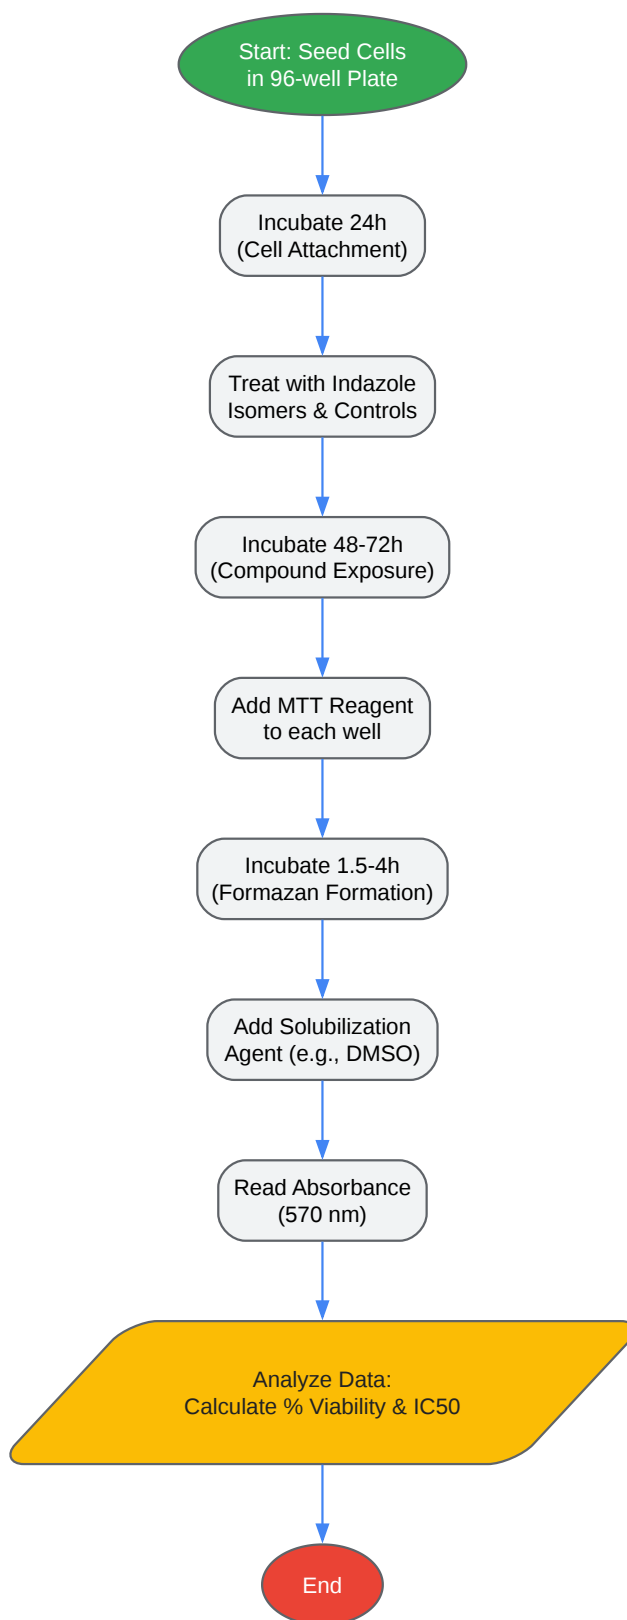 Start: Seed Cells
in 96-well Plate
Incubate 24h
(Cell Attachment)
Treat with Indazole
Isomers & Controls
Incubate 48-72h
(Compound Exposure)
Add MTT Reagent
to each well
Incubate 1.5-4h
(Formazan Formation)
Add Solubilization
Agent (e.g., DMSO)
Read Absorbance
(570 nm)
Analyze Data:
Calculate % Viability & IC50
End